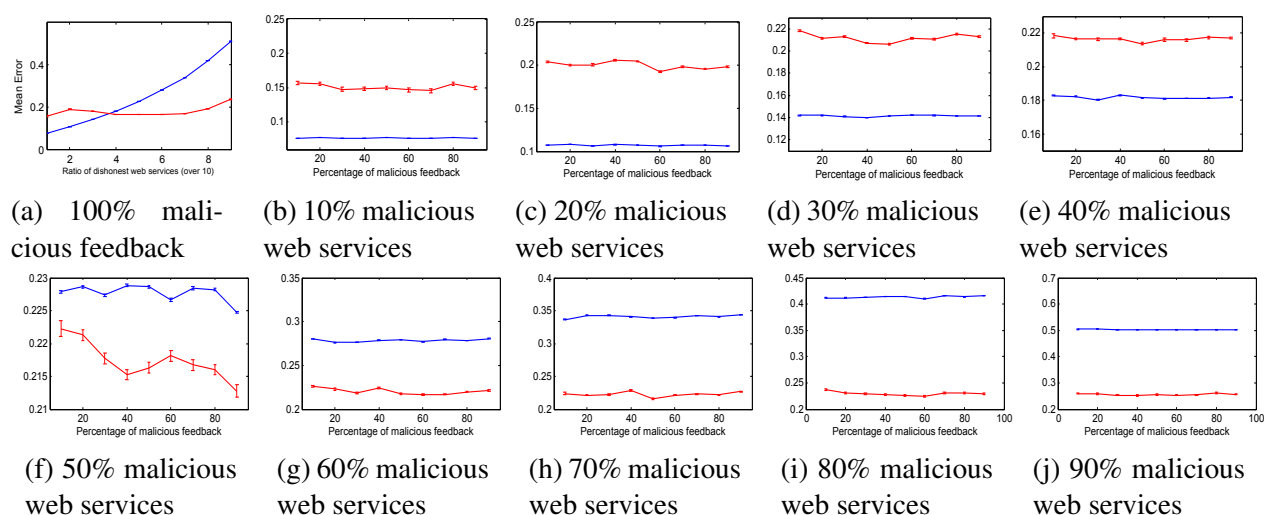 0.4
0.2
0
Mean Error
2 4 6 8
Ratio of dishonest web services (over 10)
(a) 100% mali-
cious feedback
0.25
0.2
0.15
0.1
20 40 60 80
Percentage of malicious feedback
(b) 10% malicious
web services
0.25
0.2
0.15
0.1
20 40 60 80
Percentage of malicious feedback
(c) 20% malicious
web services
0.22
0.2
0.18
0.16
0.14
0.12
20 40 60 80
Percentage of malicious feedback
(d) 30% malicious
web services
0.22
0.2
0.18
0.16
20 40 60 80
Percentage of malicious feedback
(e) 40% malicious
web services
0.23
0.225
0.22
0.215
0.21
20 40 60 80
Percentage of malicious feedback
(f) 50% malicious
web services
0.35
0.3
0.25
0.2
20 40 60 80
Percentage of malicious feedback
(g) 60% malicious
web services
0.4
0.35
0.3
0.25
0.2
20 40 60 80
Percentage of malicious feedback
(h) 70% malicious
web services
0.45
0.4
0.35
0.3
0.25
0.2
0 20 40 60 80 100
Percentage of malicious feedback
(i) 80% malicious
web services
0.7
0.6
0.5
0.4
0.3
0.2
0 20 40 60 80 100
Percentage of malicious feedback
(j) 90% malicious
web services